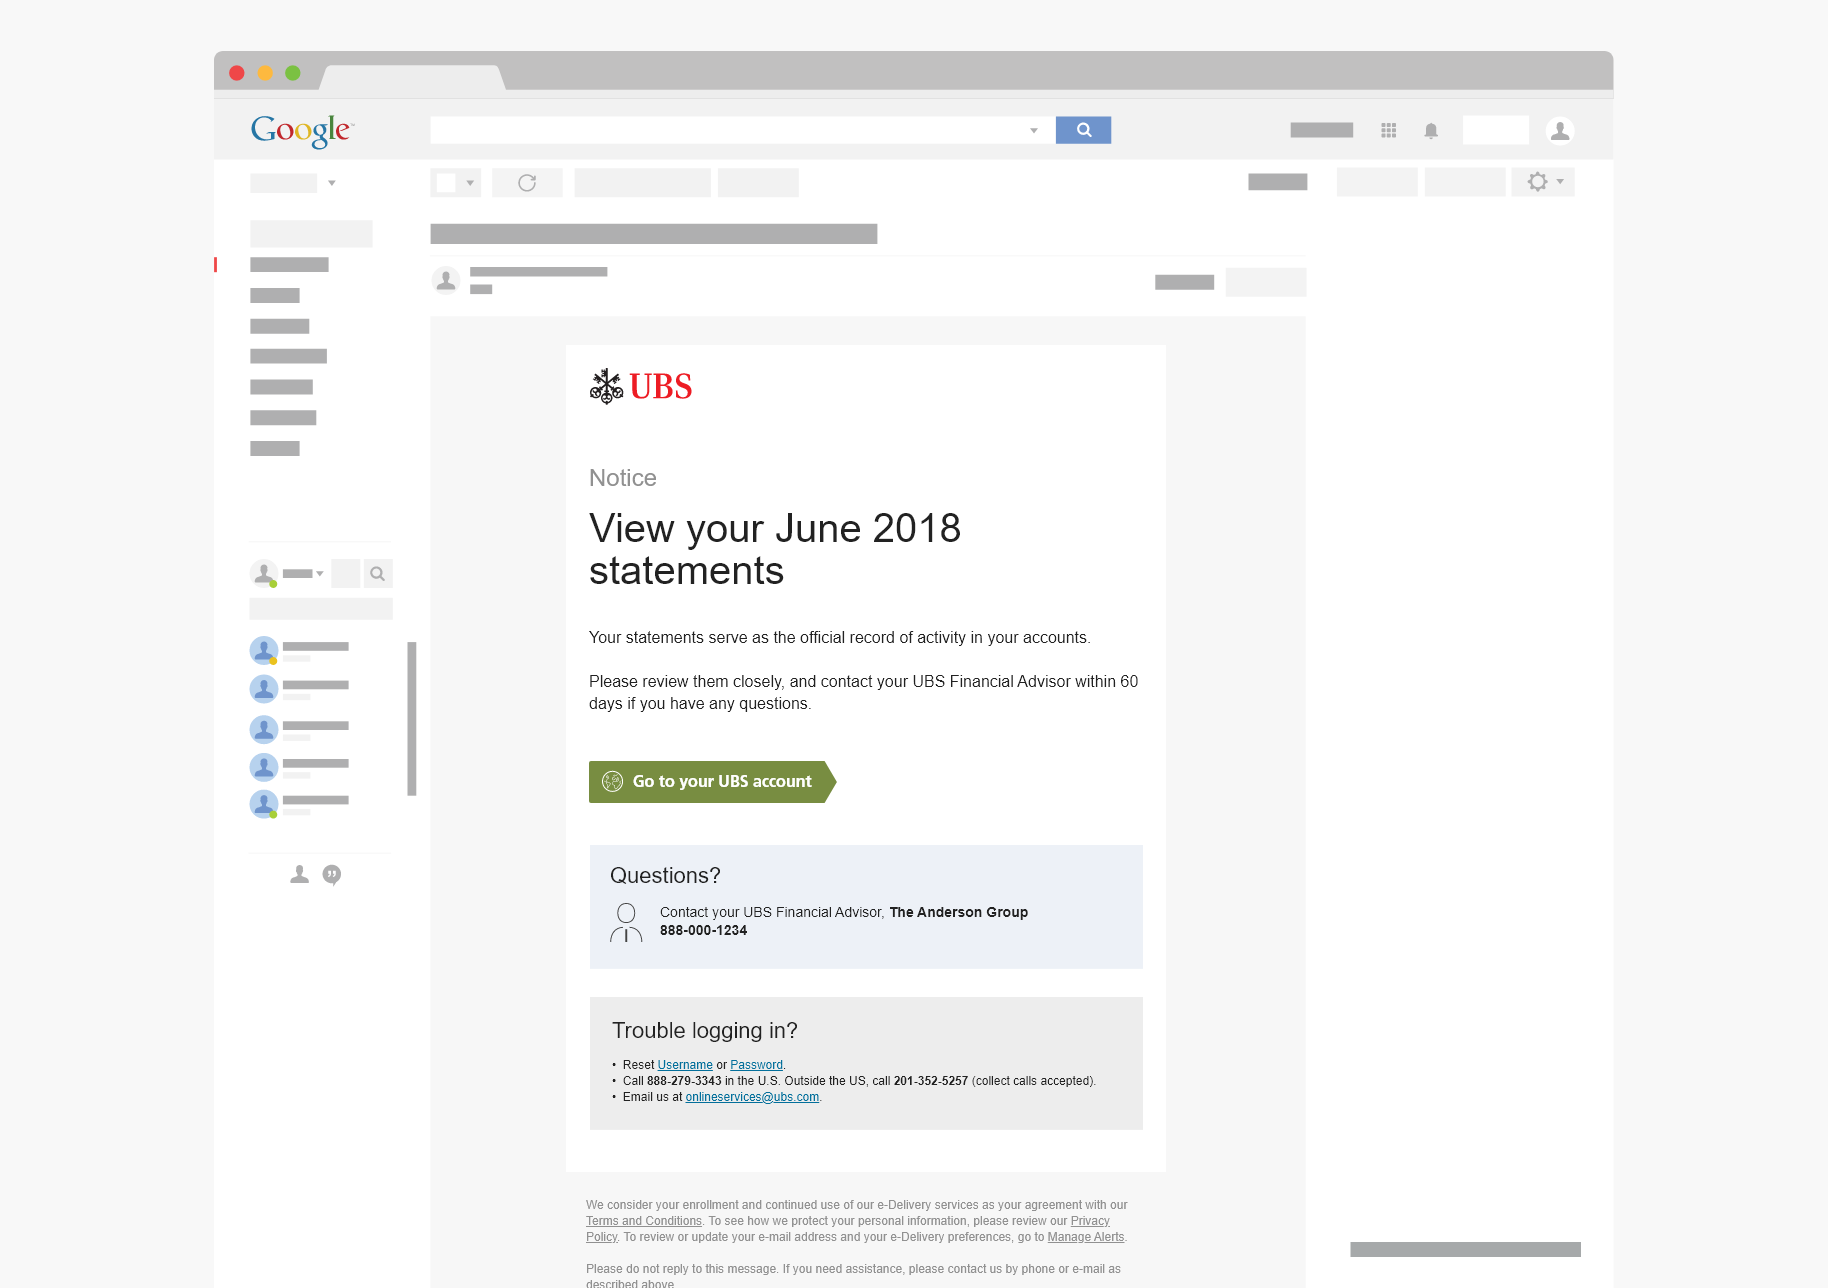 Google™
UBS
Notice
View your June 2018
statements
Your statements serve as the official record of activity in your accounts.
Please review them closely, and contact your UBS Financial Advisor within 60
days if you have any questions.
Go to your UBS account
Questions?
Contact your UBS Financial Advisor, The Anderson Group
888-000-1234
Trouble logging in?
• Reset Username or Password.
• Call 888-279-3343 in the U.S. Outside the US, call 201-352-5257 (collect calls accepted).
• Email us at onlineservices@ubs.com.
We consider your enrollment and continued use of our e-Delivery services as your agreement with our
Terms and Conditions. To see how we protect your personal information, please review our Privacy
Policy. To review or update your e-mail address and your e-Delivery preferences, go to Manage Alerts.
Please do not reply to this message. If you need assistance, please contact us by phone or e-mail as
described above.